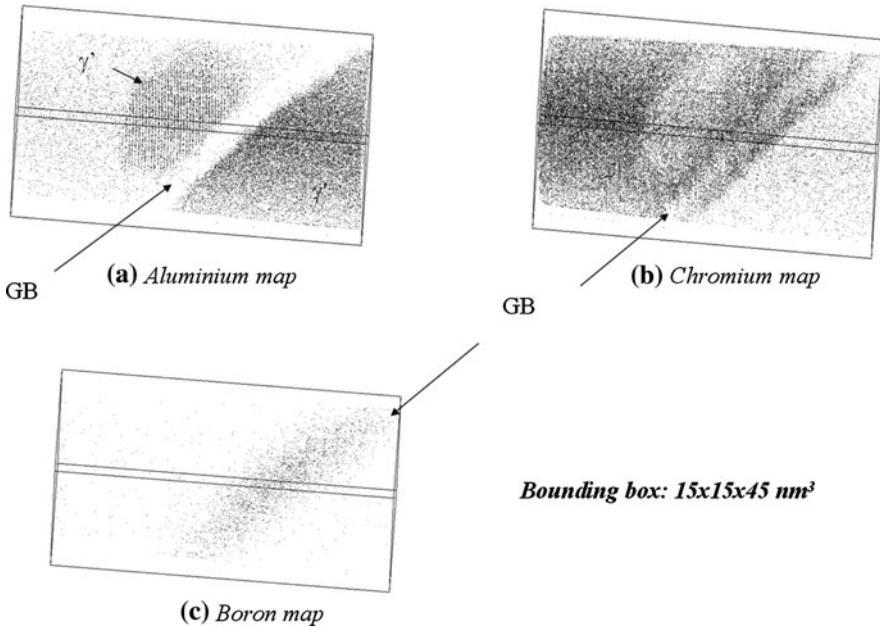 γ'
γ'
GB
(a) Aluminium map
(b) Chromium map
GB
(c) Boron map
Bounding box: 15x15x45 nm³